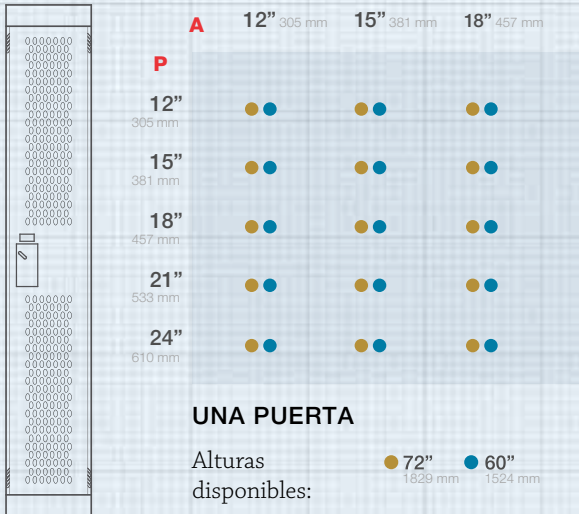 A 12” 305 mm 15” 381 mm 18” 457 mm
P
12”
305 mm
15”
381 mm
18”
457 mm
21”
533 mm
24”
610 mm
UNA PUERTA
Alturas
disponibles:
72” 60”
1829 mm 1524 mm